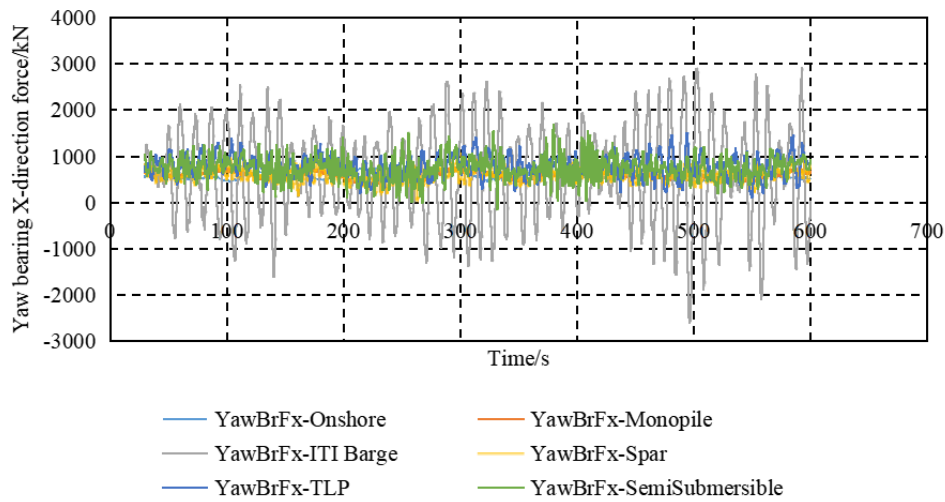 4000
3000
2000
1000
0
-1000
-2000
-3000
Yaw bearing X-direction force/kN
0 100 200 300 400 500 600 700
Time/s
YawBrFx-Onshore YawBrFx-Monopile
YawBrFx-ITI Barge YawBrFx-Spar
YawBrFx-TLP YawBrFx-SemiSubmersible